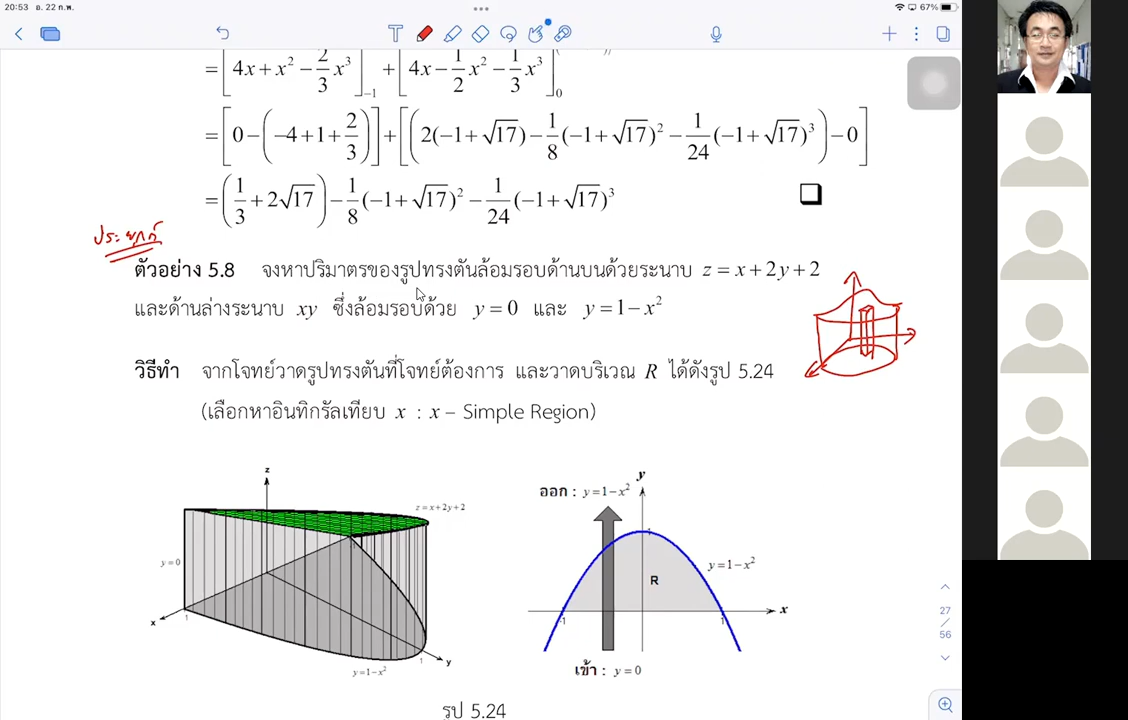 20:53 อ. 22 ก.พ. 67%
= [4x + x² − 2/3 x³]₋₁ + [4x − 1/2 x² − 1/3 x³]₀
= [0 − (−4 + 1 + 2/3)] + [(2(−1 + √17) − 1/8 (−1 + √17)² − 1/24 (−1 + √17)³) − 0]
= (1/3 + 2√17) − 1/8 (−1 + √17)² − 1/24 (−1 + √17)³ ❑
ประยุกต์
ตัวอย่าง 5.8 จงหาปริมาตรของรูปทรงตันล้อมรอบด้านบนด้วยระนาบ z = x + 2y + 2
และด้านล่างระนาบ xy ซึ่งล้อมรอบด้วย y = 0 และ y = 1 − x²
วิธีทำ จากโจทย์วาดรูปทรงตันที่โจทย์ต้องการ และวาดบริเวณ R ได้ดังรูป 5.24
(เลือกหาอินทิกรัลเทียบ x : x – Simple Region)
z
z = x + 2y + 2
y = 0
x
1
1
1
y
y = 1 − x²
y
ออก : y = 1 − x²
1
y = 1 − x²
R
x
-1
1
เข้า : y = 0
27
/
56
รูป 5.24